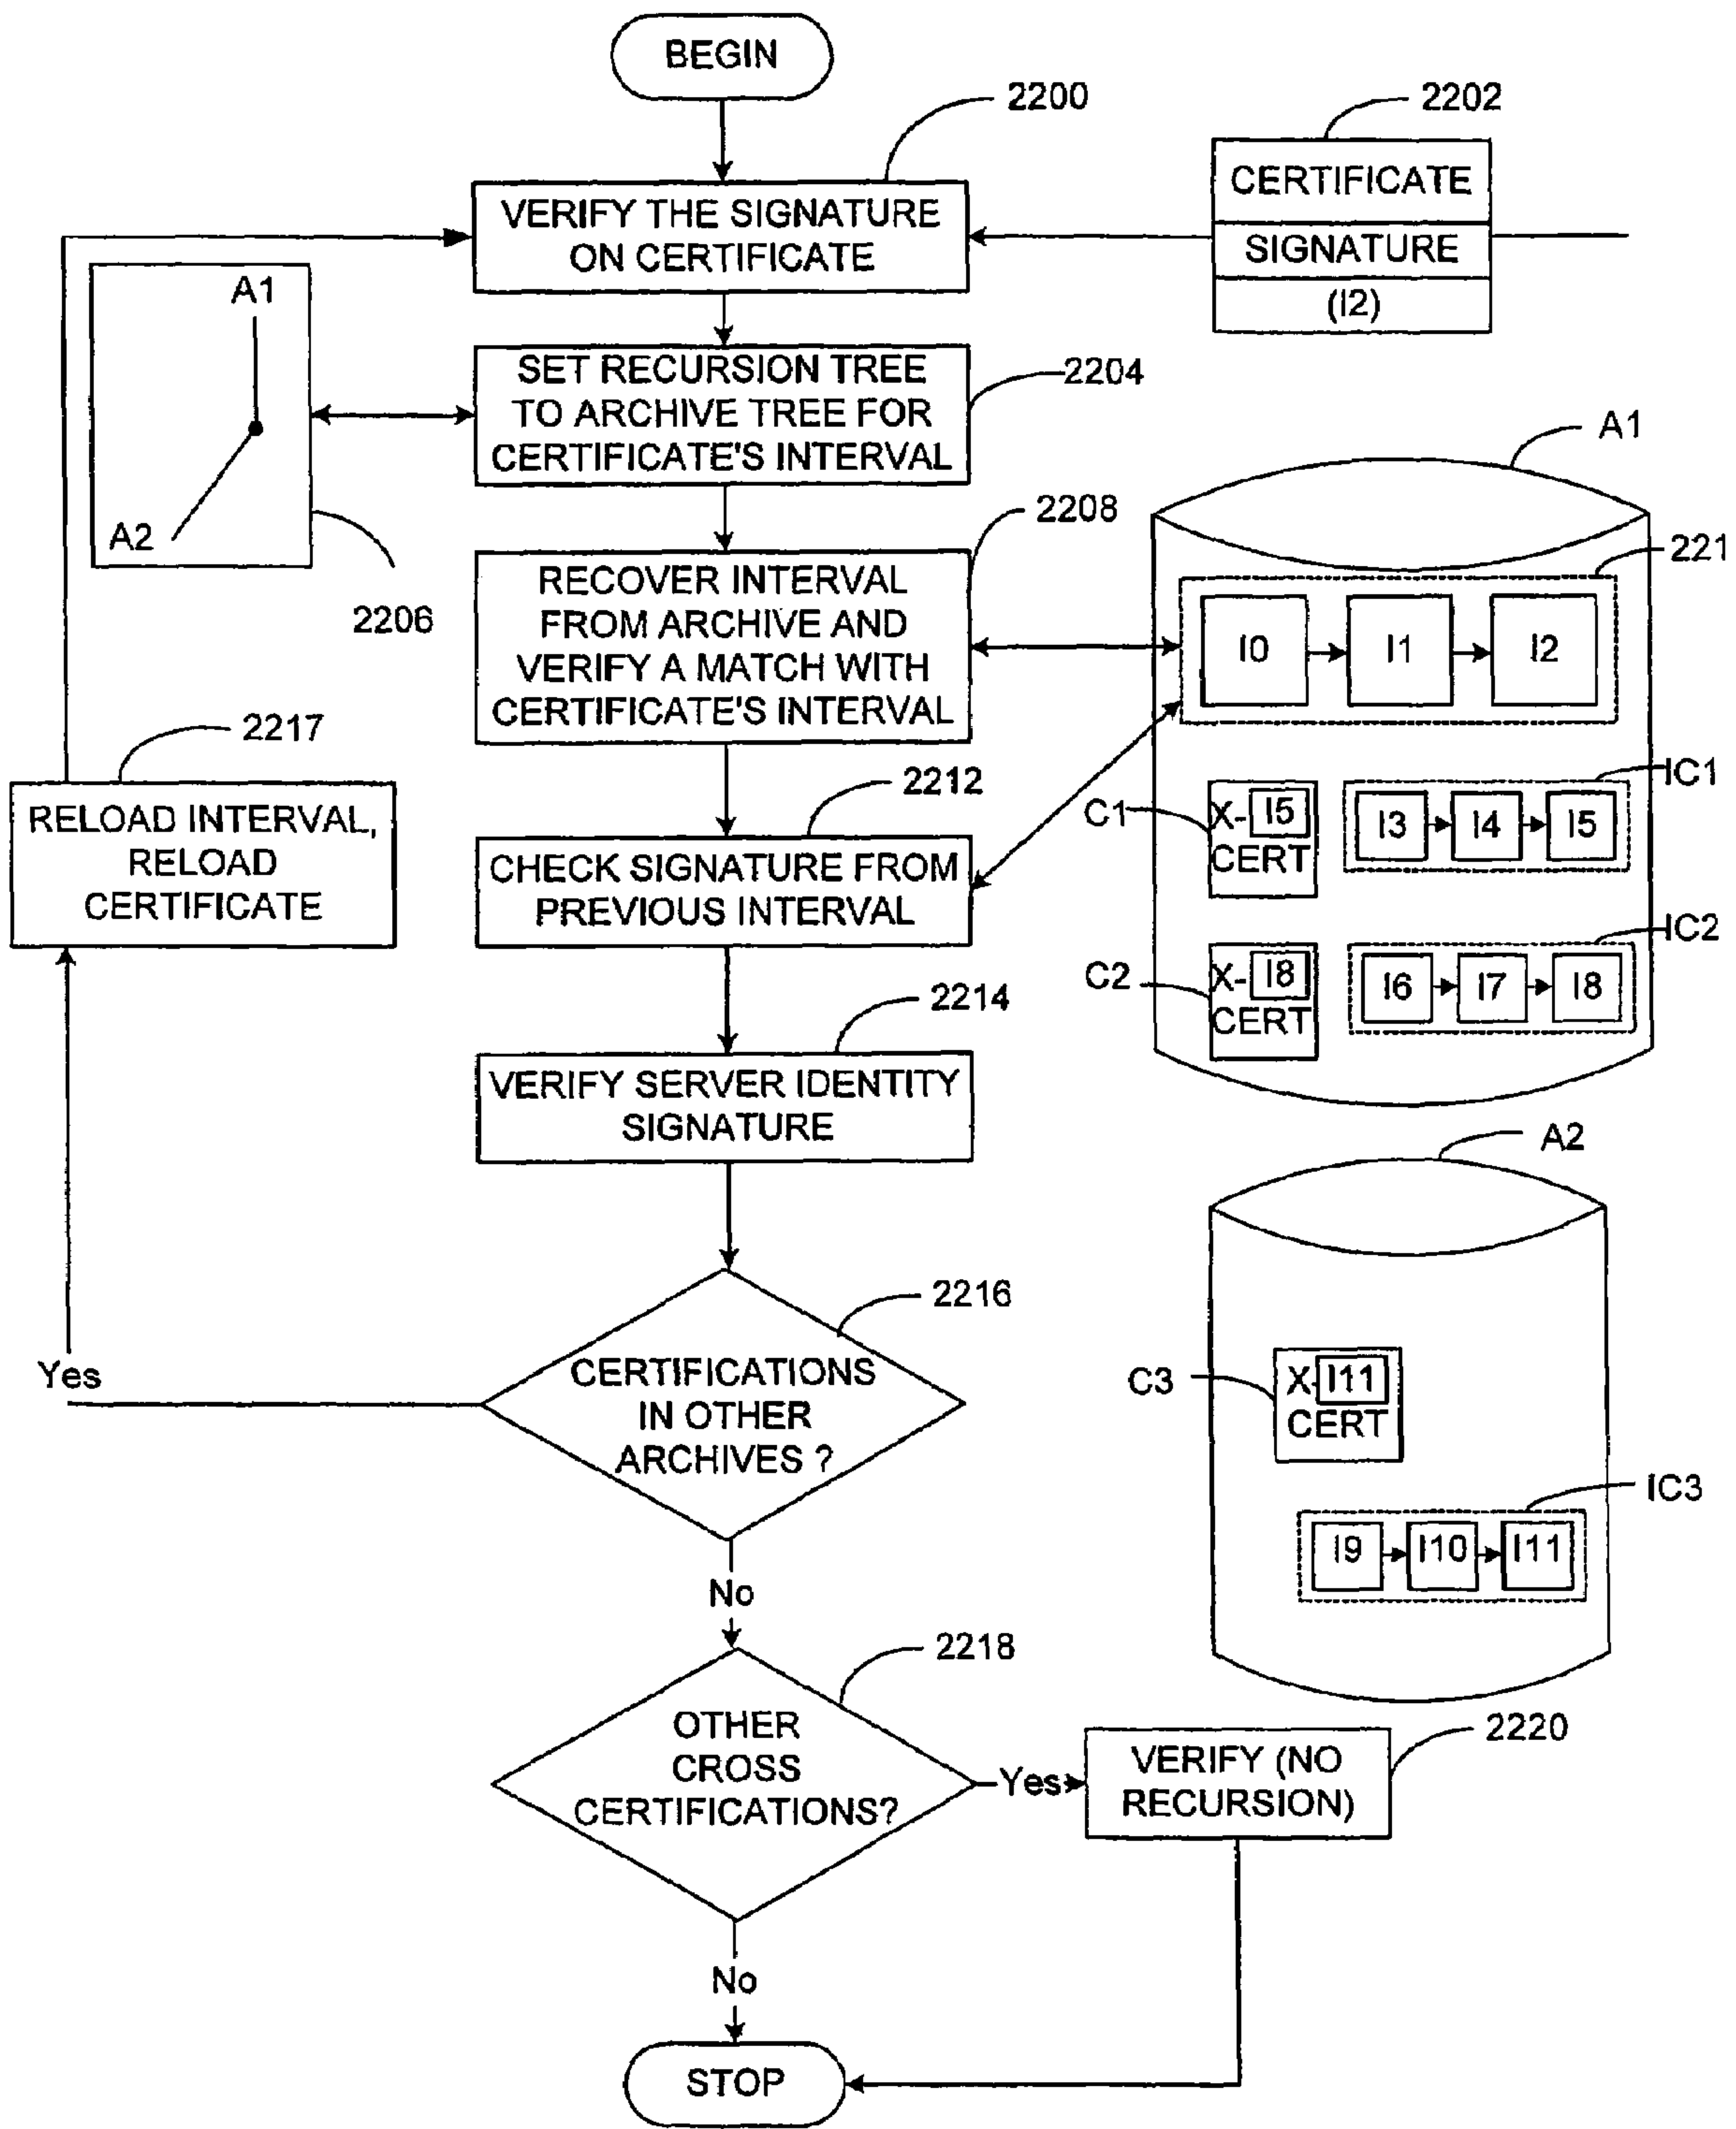 BEGIN
2200
2202
VERIFY THE SIGNATURE
ON CERTIFICATE
CERTIFICATE
SIGNATURE
(I2)
A1
A2
2206
SET RECURSION TREE
TO ARCHIVE TREE FOR
CERTIFICATE'S INTERVAL
2204
2208
RECOVER INTERVAL
FROM ARCHIVE AND
VERIFY A MATCH WITH
CERTIFICATE'S INTERVAL
A1
221
I0
I1
I2
2217
RELOAD INTERVAL,
RELOAD
CERTIFICATE
2212
CHECK SIGNATURE FROM
PREVIOUS INTERVAL
C1
X- I5
CERT
IC1
I3
I4
I5
C2
X- I8
CERT
IC2
I6
I7
I8
2214
VERIFY SERVER IDENTITY
SIGNATURE
A2
2216
CERTIFICATIONS
IN OTHER
ARCHIVES ?
Yes
No
C3
X- I11
CERT
IC3
I9
I10
I11
2218
OTHER
CROSS
CERTIFICATIONS?
Yes
2220
VERIFY (NO
RECURSION)
No
STOP